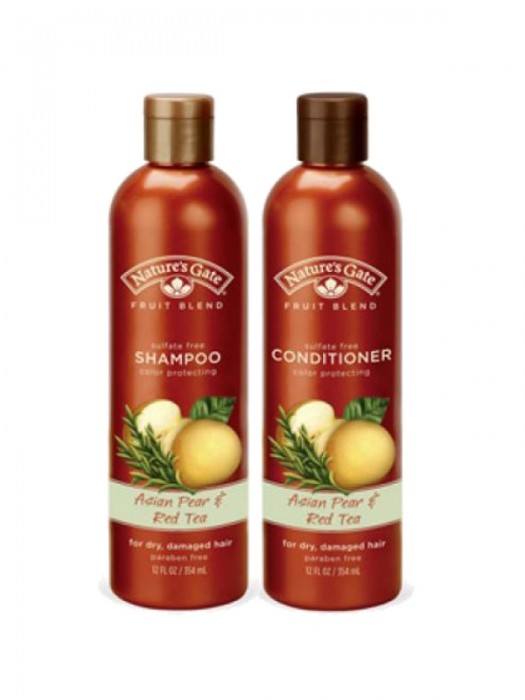 Nature's Gate®
FRUIT BLEND
sulfate free
SHAMPOO
color protecting
Asian Pear &
Red Tea
for dry, damaged hair
paraben free
12 FL OZ / 354 mL
Nature's Gate®
FRUIT BLEND
sulfate free
CONDITIONER
color protecting
Asian Pear &
Red Tea
for dry, damaged hair
paraben free
12 FL OZ / 354 mL